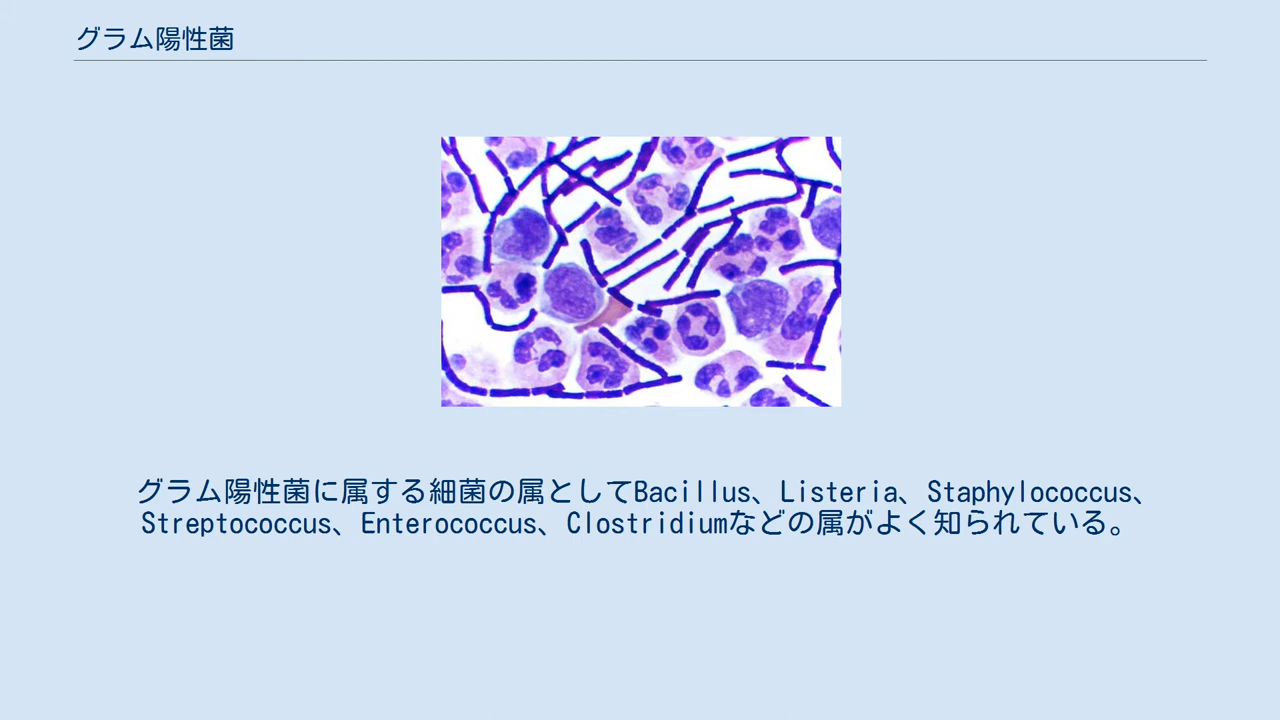 グラム陽性菌
グラム陽性菌に属する細菌の属としてBacillus、Listeria、Staphylococcus、
Streptococcus、Enterococcus、Clostridiumなどの属がよく知られている。